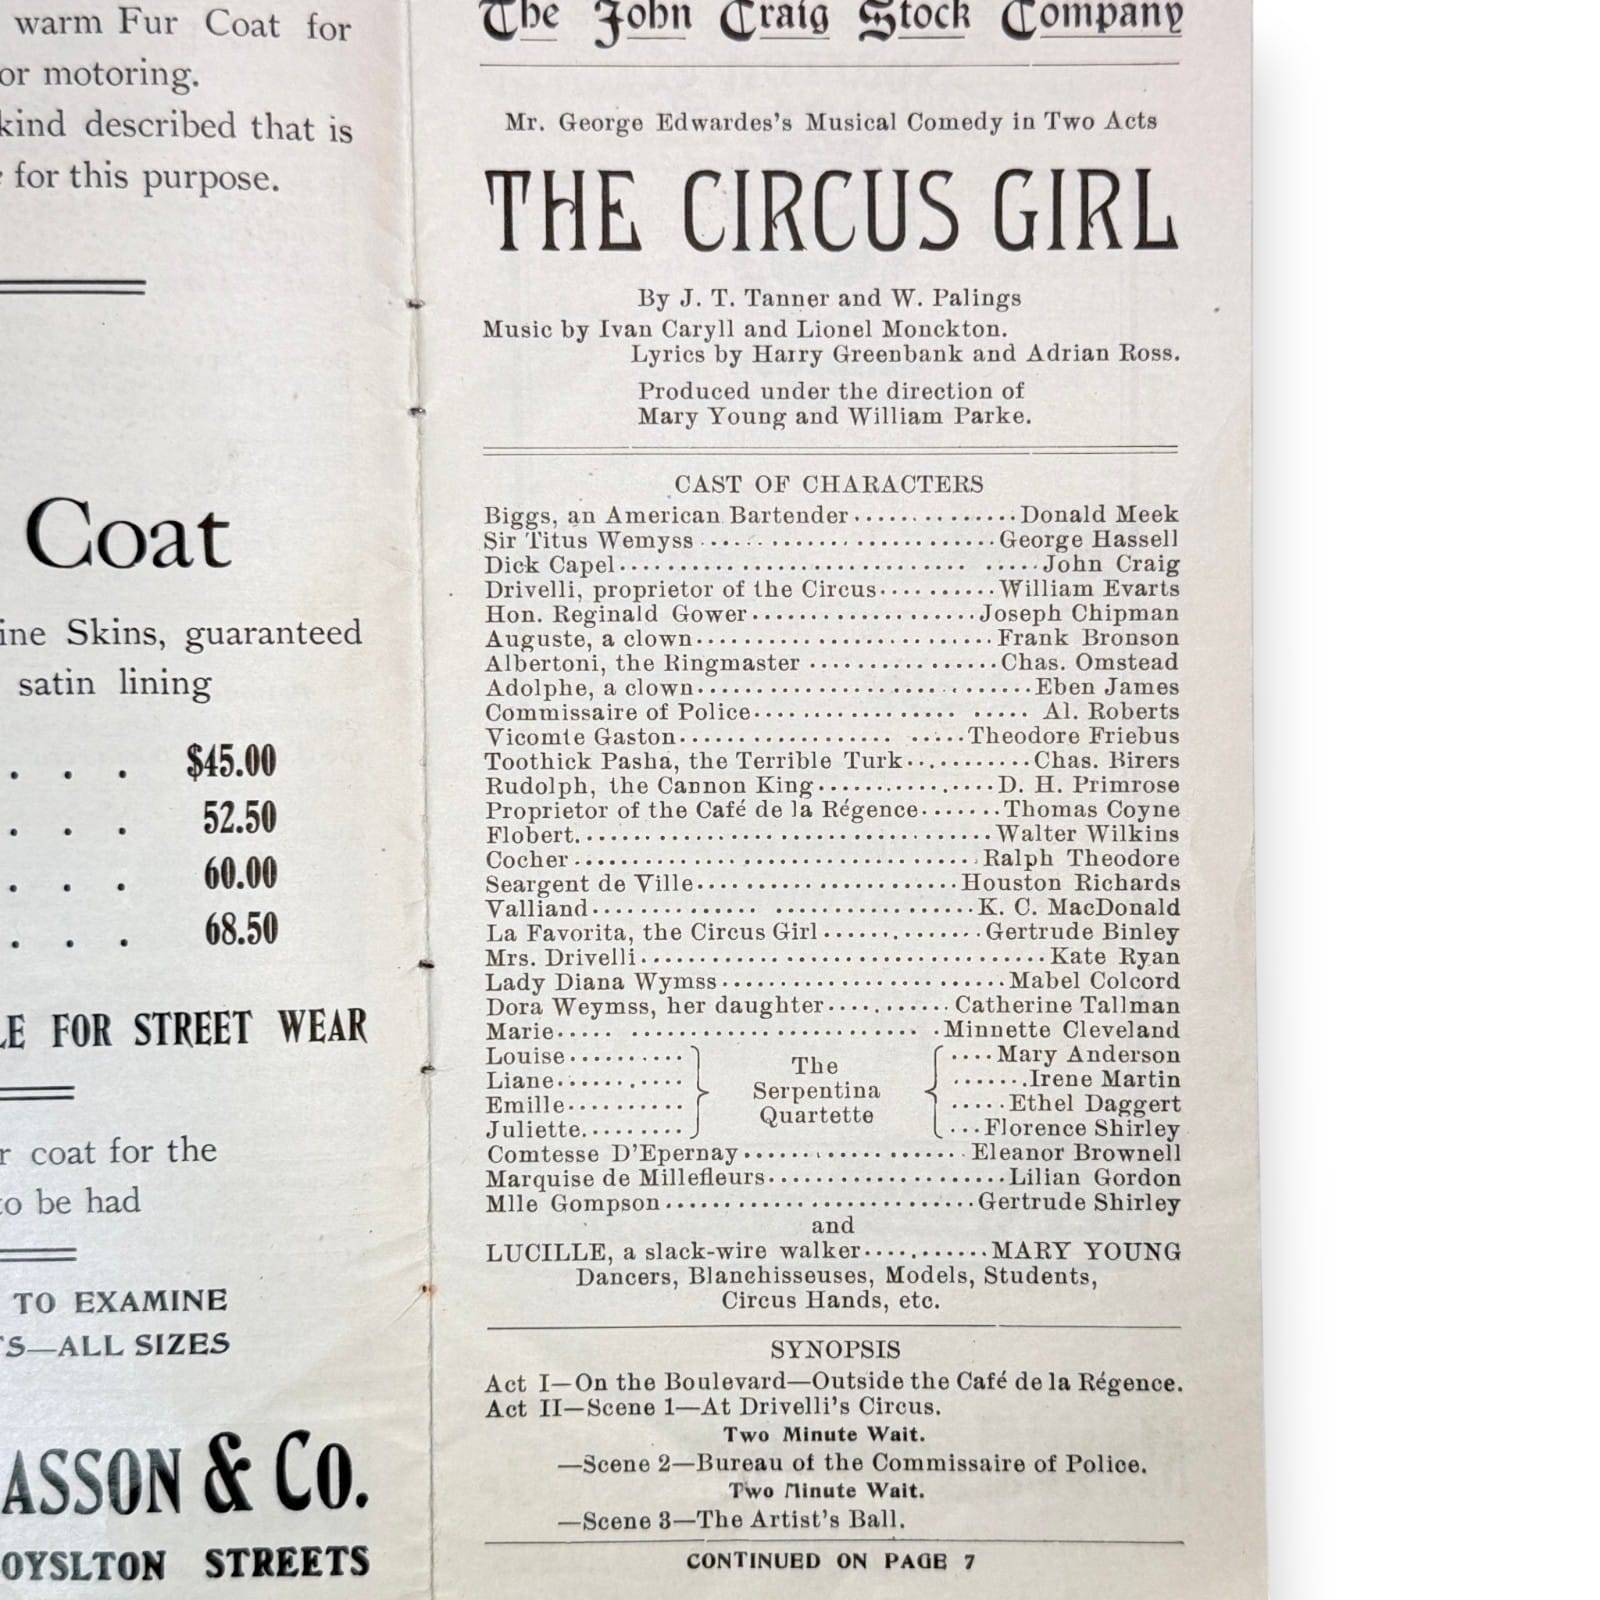 warm Fur Coat for
or motoring.
kind described that is
for this purpose.
Coat
ine Skins, guaranteed
satin lining
. . . $45.00
. . . 52.50
. . . 60.00
. . . 68.50
LE FOR STREET WEAR
r coat for the
to be had
TO EXAMINE
TS—ALL SIZES
ASSON & CO.
OYSLTON STREETS
The John Craig Stock Company
Mr. George Edwardes's Musical Comedy in Two Acts
THE CIRCUS GIRL
By J. T. Tanner and W. Palings
Music by Ivan Caryll and Lionel Monckton.
Lyrics by Harry Greenbank and Adrian Ross.
Produced under the direction of
Mary Young and William Parke.
CAST OF CHARACTERS
Biggs, an American Bartender...............Donald Meek
Sir Titus Wemyss........................George Hassell
Dick Capel..................................John Craig
Drivelli, proprietor of the Circus..........William Evarts
Hon. Reginald Gower......................Joseph Chipman
Auguste, a clown...........................Frank Bronson
Albertoni, the Ringmaster................Chas. Omstead
Adolphe, a clown............................Eben James
Commissaire of Police...................... Al. Roberts
Vicomte Gaston........................Theodore Friebus
Toothick Pasha, the Terrible Turk...........Chas. Birers
Rudolph, the Cannon King................D. H. Primrose
Proprietor of the Café de la Régence.......Thomas Coyne
Flobert.................................Walter Wilkins
Cocher.................................Ralph Theodore
Seargent de Ville......................Houston Richards
Valliand................................K. C. MacDonald
La Favorita, the Circus Girl.............Gertrude Binley
Mrs. Drivelli................................Kate Ryan
Lady Diana Wymss.......................Mabel Colcord
Dora Weymss, her daughter..........Catherine Tallman
Marie..............................Minnette Cleveland
Louise.......... The ....Mary Anderson
Liane........... Serpentina .......Irene Martin
Emille.......... Quartette .....Ethel Daggert
Juliette......... ...Florence Shirley
Comtesse D'Epernay...................Eleanor Brownell
Marquise de Millefleurs....................Lilian Gordon
Mlle Gompson.........................Gertrude Shirley
and
LUCILLE, a slack-wire walker...........MARY YOUNG
Dancers, Blanchisseuses, Models, Students,
Circus Hands, etc.
SYNOPSIS
Act I—On the Boulevard—Outside the Café de la Régence.
Act II—Scene 1—At Drivelli's Circus.
Two Minute Wait.
—Scene 2—Bureau of the Commissaire of Police.
Two Minute Wait.
—Scene 3—The Artist's Ball.
CONTINUED ON PAGE 7